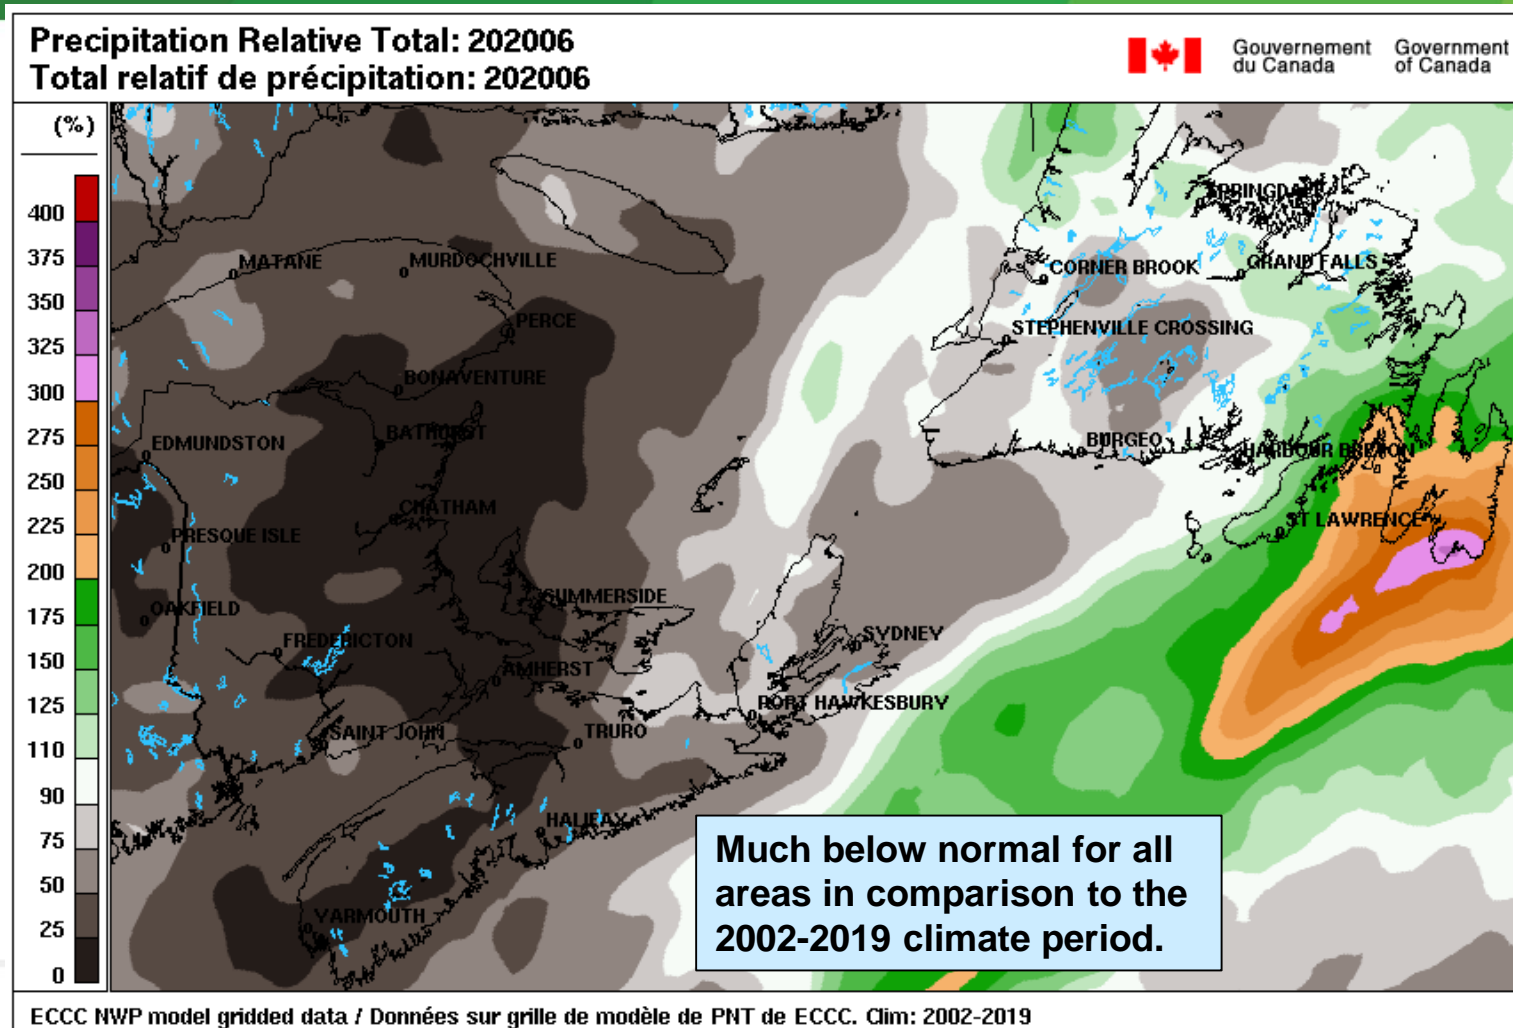 Precipitation Relative Total: 202006
Total relatif de précipitation: 202006
Gouvernement du Canada
Government of Canada
(%)
400
375
350
325
300
275
250
225
200
175
150
125
110
90
75
50
25
0
MATANE
MURDOCHVILLE
PERCE
BONAVENTURE
BATHURST
EDMUNDSTON
CHATHAM
PRESQUE ISLE
OAKFIELD
SUMMERSIDE
FREDERICTON
AMHERST
SYDNEY
PORT HAWKESBURY
SAINT JOHN
TRURO
HALIFAX
YARMOUTH
SPRINGDALE
CORNER BROOK
GRAND FALLS
STEPHENVILLE CROSSING
BURGEO
HARBOUR BRETON
ST LAWRENCE
Much below normal for all
areas in comparison to the
2002-2019 climate period.
ECCC NWP model gridded data / Données sur grille de modèle de PNT de ECCC. Clim: 2002-2019